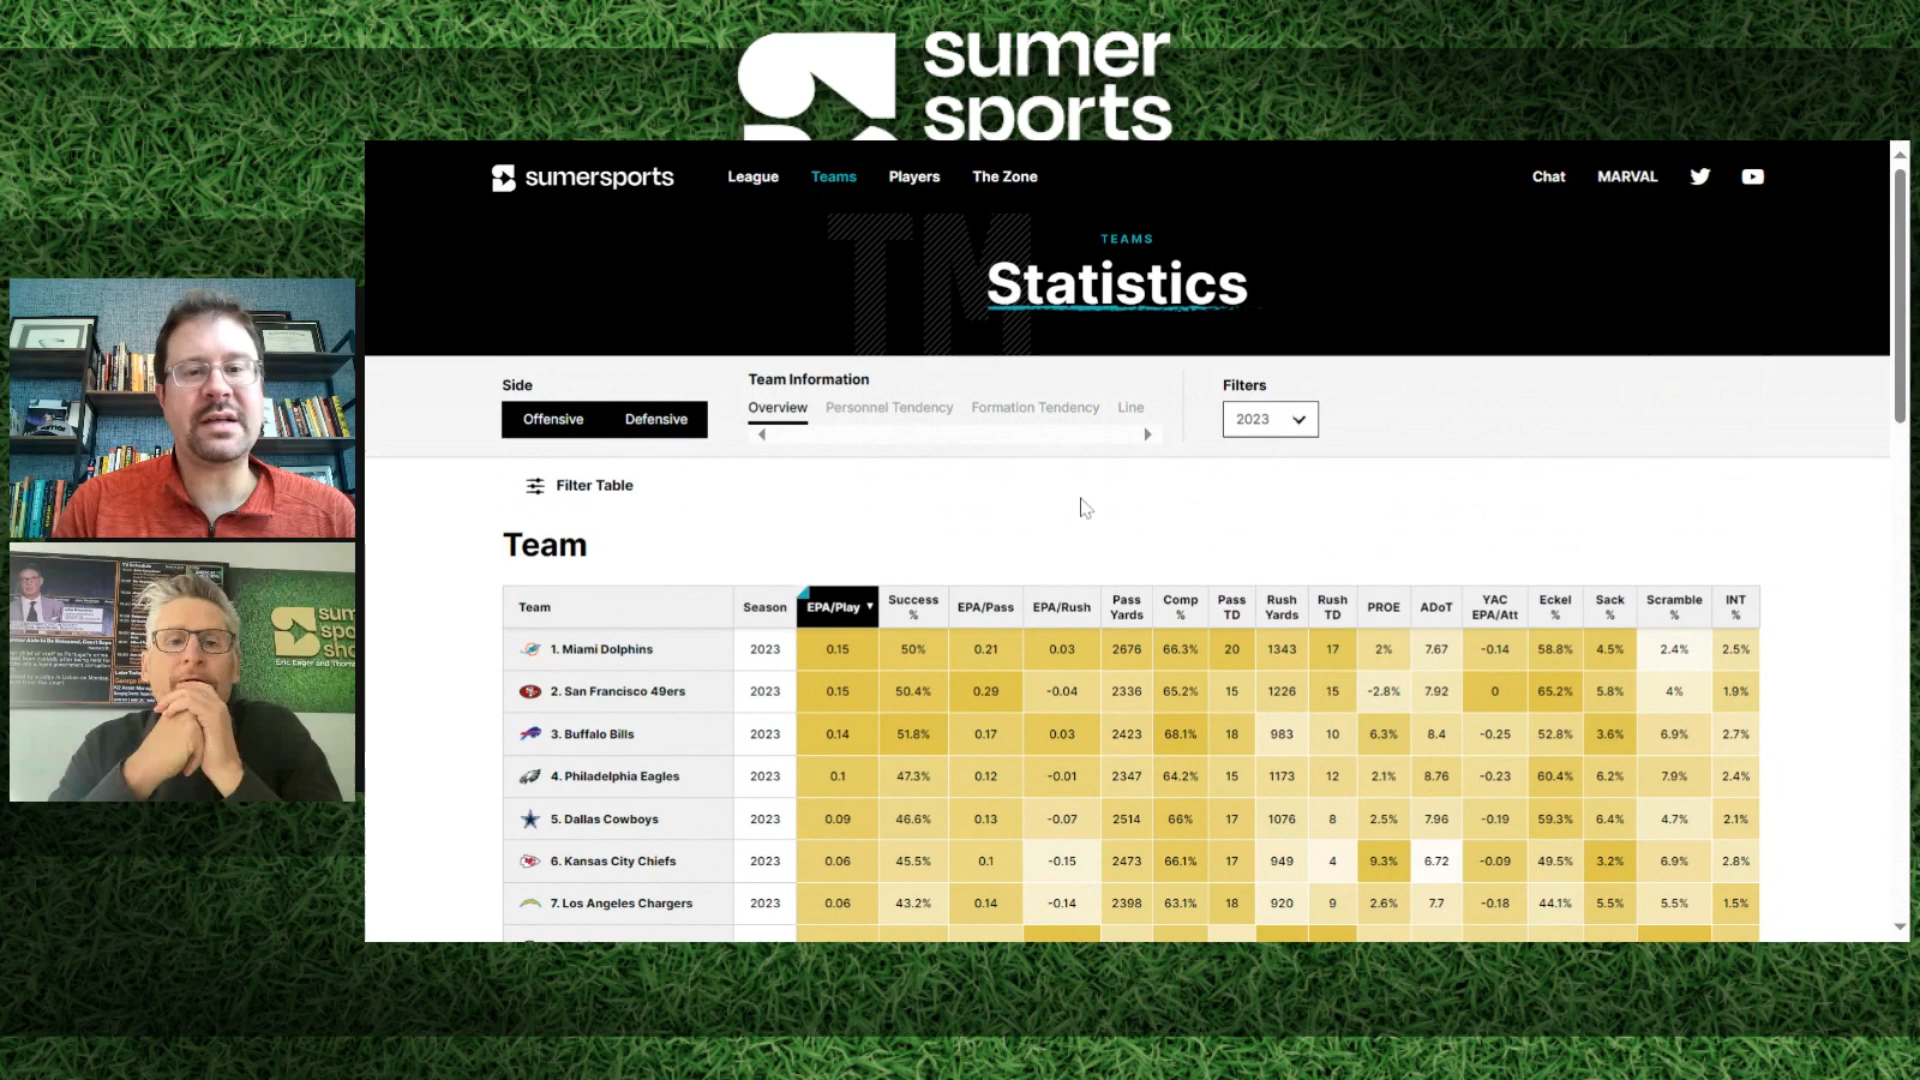 sumer
sports
sumersports
League
Teams
Players
The Zone
Chat
MARVAL
TM
TEAMS
Statistics
Side
Offensive
Defensive
Team Information
Overview
Personnel Tendency
Formation Tendency
Line
Filters
2023
Filter Table
Team
Team Season EPA/Play ▼ Success % EPA/Pass EPA/Rush Pass Yards Comp % Pass TD Rush Yards Rush TD PROE ADoT YAC EPA/Att Eckel % Sack % Scramble % INT %
1. Miami Dolphins 2023 0.15 50% 0.21 0.03 2676 66.3% 20 1343 17 2% 7.67 -0.14 58.8% 4.5% 2.4% 2.5%
2. San Francisco 49ers 2023 0.15 50.4% 0.29 -0.04 2336 65.2% 15 1226 15 -2.8% 7.92 0 65.2% 5.8% 4% 1.9%
3. Buffalo Bills 2023 0.14 51.8% 0.17 0.03 2423 68.1% 18 983 10 6.3% 8.4 -0.25 52.8% 3.6% 6.9% 2.7%
4. Philadelphia Eagles 2023 0.1 47.3% 0.12 -0.01 2347 64.2% 15 1173 12 2.1% 8.76 -0.23 60.4% 6.2% 7.9% 2.4%
5. Dallas Cowboys 2023 0.09 46.6% 0.13 -0.07 2514 66% 17 1076 8 2.5% 7.96 -0.19 59.3% 6.4% 4.7% 2.1%
6. Kansas City Chiefs 2023 0.06 45.5% 0.1 -0.15 2473 66.1% 17 949 4 9.3% 6.72 -0.09 49.5% 3.2% 6.9% 2.8%
7. Los Angeles Chargers 2023 0.06 43.2% 0.14 -0.14 2398 63.1% 18 920 9 2.6% 7.7 -0.18 44.1% 5.5% 5.5% 1.5%
sum
spo
sho
Eric Eager and Thom